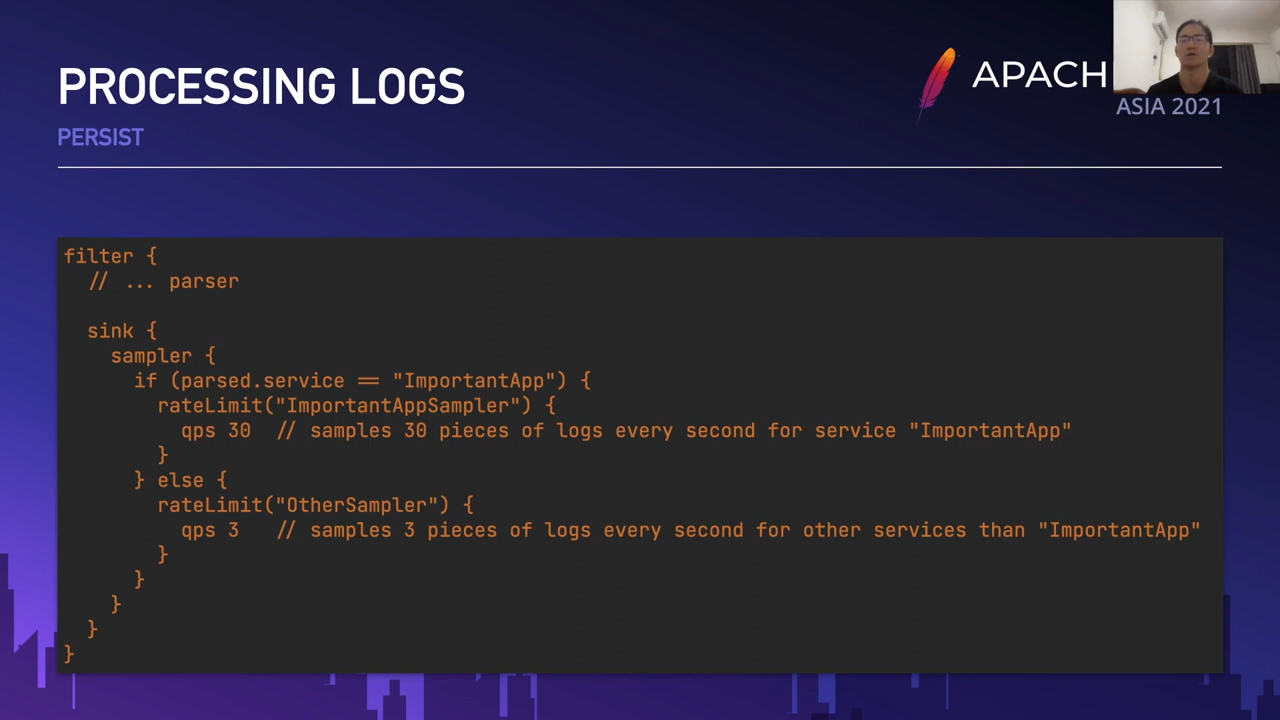 PROCESSING LOGS
PERSIST
APACH
ASIA 2021
filter {
// ... parser
sink {
sampler {
if (parsed.service == "ImportantApp") {
rateLimit("ImportantAppSampler") {
qps 30 // samples 30 pieces of logs every second for service "ImportantApp"
}
} else {
rateLimit("OtherSampler") {
qps 3 // samples 3 pieces of logs every second for other services than "ImportantApp"
}
}
}
}
}